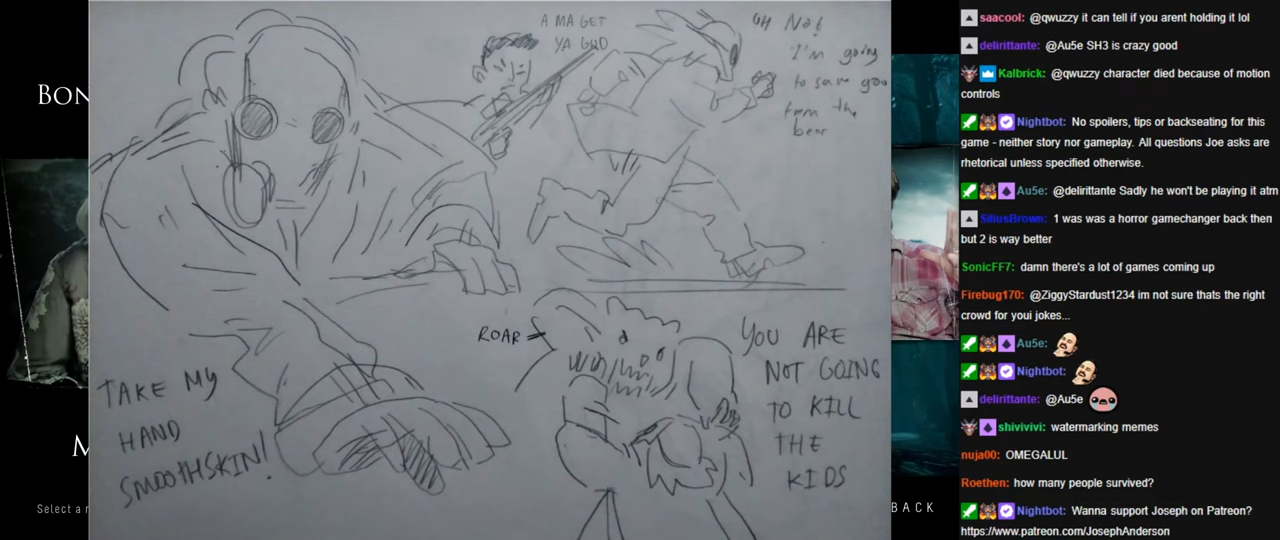 BON
M
Select a
BACK
A MA GET
YA GUD
OH No!
I'm going
to save you
from the
bear
ROAR
YOU ARE
NOT GOING
TO KILL
THE
KIDS
TAKE MY
HAND
SMOOTHSKIN!
saacool: @qwuzzy it can tell if you arent holding it lol
delirittante: @Au5e SH3 is crazy good
Kalbrick: @qwuzzy character died because of motion
controls
Nightbot: No spoilers, tips or backseating for this
game - neither story nor gameplay. All questions Joe asks are
rhetorical unless specified otherwise.
Au5e: @delirittante Sadly he won't be playing it atm
SiliusBrown: 1 was was a horror gamechanger back then
but 2 is way better
SonicFF7: damn there's a lot of games coming up
Firebug170: @ZiggyStardust1234 im not sure thats the right
crowd for youi jokes...
Au5e:
Nightbot:
delirittante: @Au5e
shivivivi: watermarking memes
nuja00: OMEGALUL
Roethen: how many people survived?
Nightbot: Wanna support Joseph on Patreon?
https://www.patreon.com/JosephAnderson